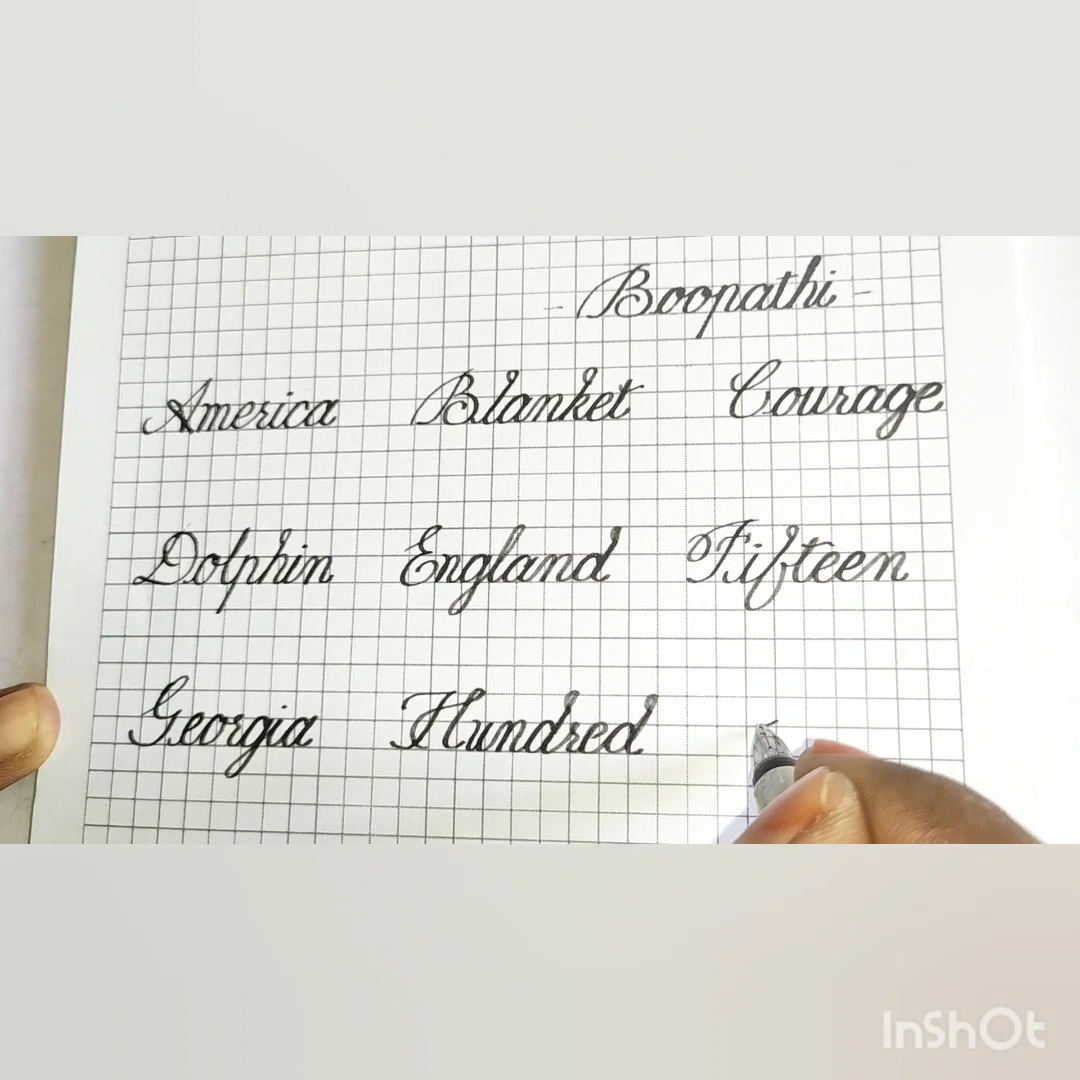 - Boopathi -
America Blanket Courage
Dolphin England Fifteen
Georgia Hundred
InShOt